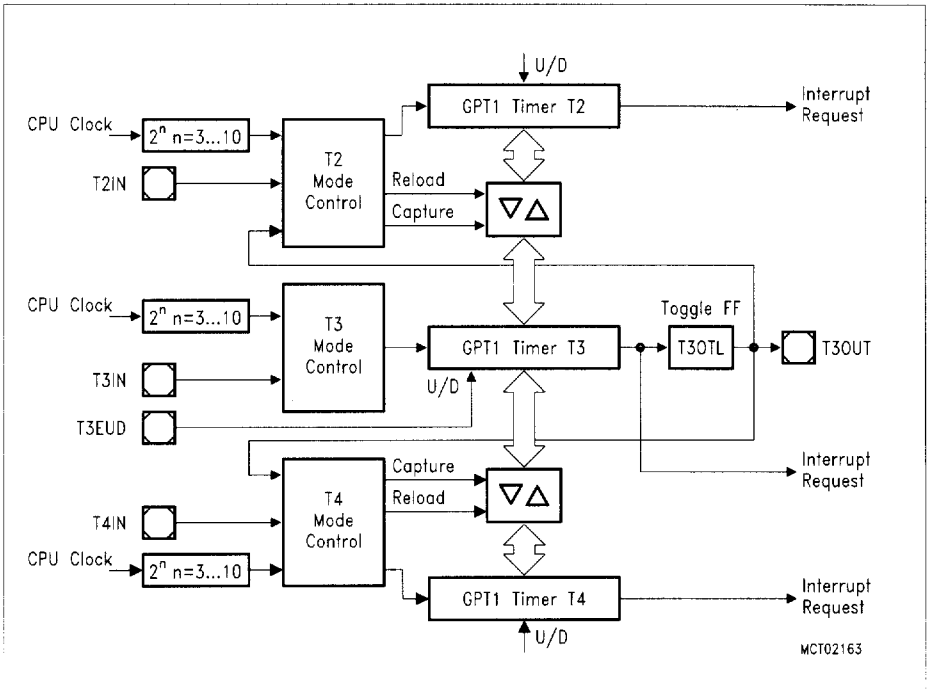 U/D
GPT1 Timer T2
Interrupt
Request
CPU Clock
2ⁿ n=3...10
T2IN
T2
Mode
Control
Reload
Capture
CPU Clock
2ⁿ n=3...10
T3
Mode
Control
GPT1 Timer T3
Toggle FF
T3OTL
T3OUT
T3IN
U/D
T3EUD
Interrupt
Request
T4
Mode
Control
Capture
Reload
T4IN
CPU Clock
2ⁿ n=3...10
GPT1 Timer T4
Interrupt
Request
U/D
MCT02163